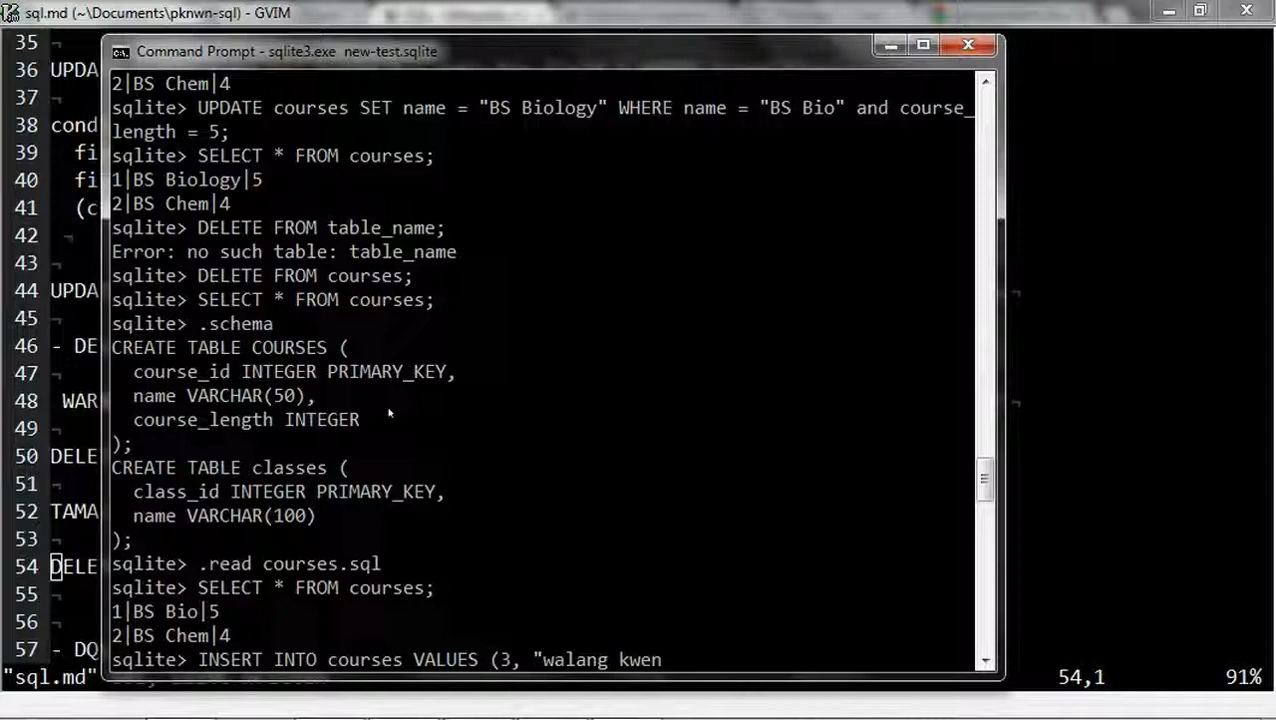 sql.md (~\Documents\pknwn-sql) - GVIM
Command Prompt - sqlite3.exe  new-test.sqlite
2|BS Chem|4
sqlite> UPDATE courses SET name = "BS Biology" WHERE name = "BS Bio" and course_
length = 5;
sqlite> SELECT * FROM courses;
1|BS Biology|5
2|BS Chem|4
sqlite> DELETE FROM table_name;
Error: no such table: table_name
sqlite> DELETE FROM courses;
sqlite> SELECT * FROM courses;
sqlite> .schema
CREATE TABLE COURSES (
  course_id INTEGER PRIMARY_KEY,
  name VARCHAR(50),
  course_length INTEGER
);
CREATE TABLE classes (
  class_id INTEGER PRIMARY_KEY,
  name VARCHAR(100)
);
sqlite> .read courses.sql
sqlite> SELECT * FROM courses;
1|BS Bio|5
2|BS Chem|4
sqlite> INSERT INTO courses VALUES (3, "walang kwen
35
36 UPDA
37
38 cond
39 fi
40 fi
41 (c
42
43
44 UPDA
45
46 - DE
47
48 WAR
49
50 DELE
51
52 TAMA
53
54 DELE
55
56
57 - DQ
"sql.md"
54,1
91%